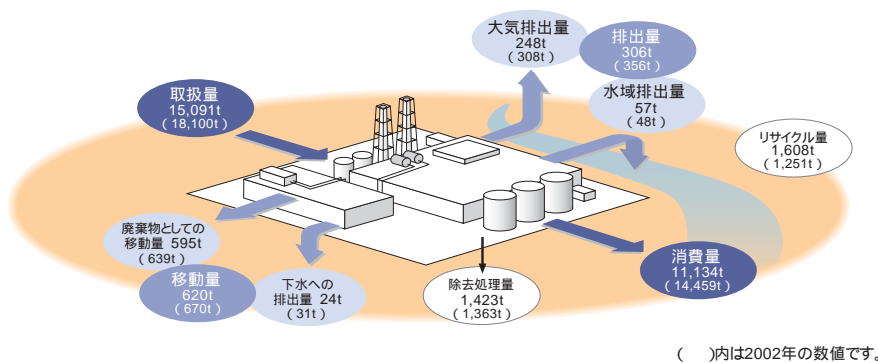 大気排出量
248t
(308t)
排出量
306t
(356t)
水域排出量
57t
(48t)
取扱量
15,091t
(18,100t)
リサイクル量
1,608t
(1,251t)
廃棄物としての
移動量 595t
(639t)
移動量
620t
(670t)
下水への
排出量 24t
(31t)
除去処理量
1,423t
(1,363t)
消費量
11,134t
(14,459t)
(　)内は2002年の数値です。